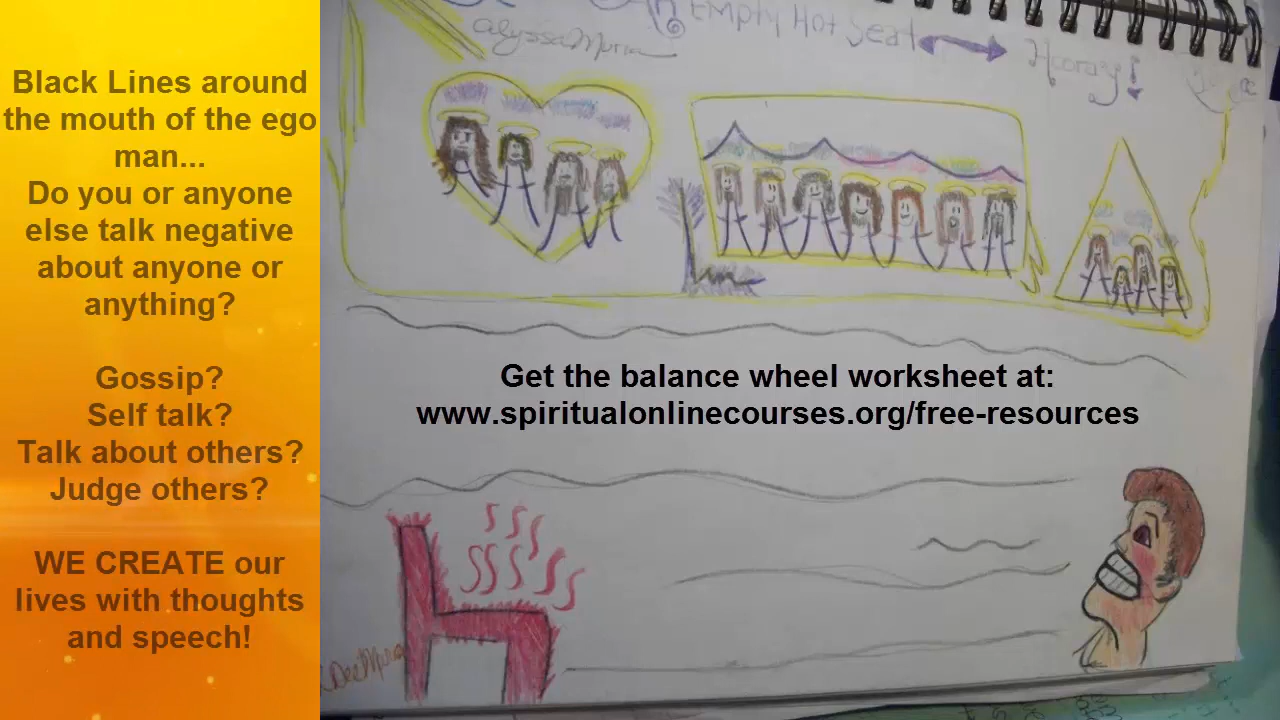 Black Lines around
the mouth of the ego
man...
Do you or anyone
else talk negative
about anyone or
anything?
Gossip?
Self talk?
Talk about others?
Judge others?
WE CREATE our
lives with thoughts
and speech!
An Empty Hot Seat
Hooray!
Get the balance wheel worksheet at:
www.spiritualonlinecourses.org/free-resources